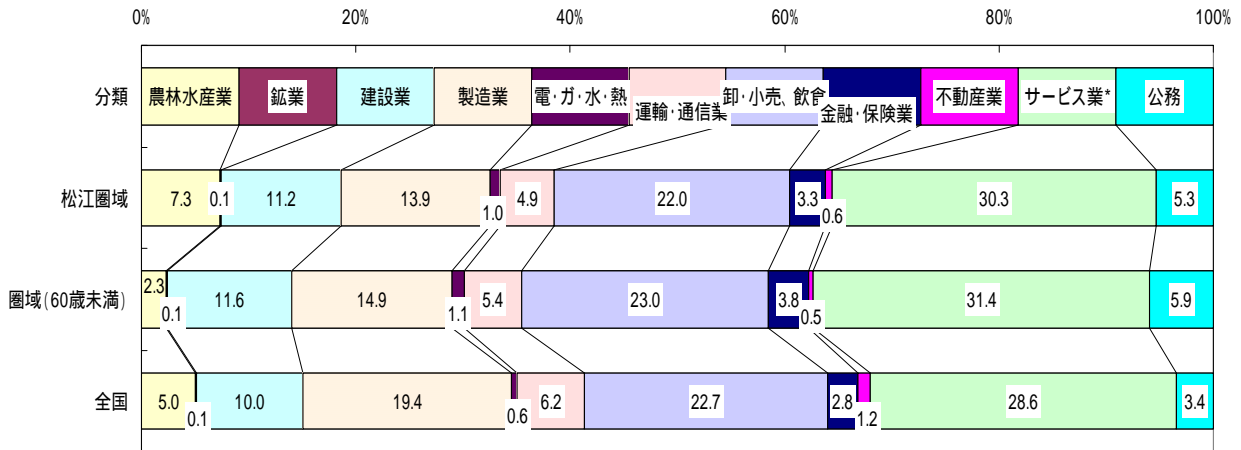 0% 20% 40% 60% 80% 100%
分類 農林水産業 鉱業 建設業 製造業 電・ガ・水・熱 運輸・通信業 卸・小売、飲食 金融・保険業 不動産業 サービス業* 公務
松江圏域 7.3 0.1 11.2 13.9 1.0 4.9 22.0 3.3 0.6 30.3 5.3
圏域(60歳未満) 2.3 0.1 11.6 14.9 1.1 5.4 23.0 3.8 0.5 31.4 5.9
全国 5.0 0.1 10.0 19.4 0.6 6.2 22.7 2.8 1.2 28.6 3.4